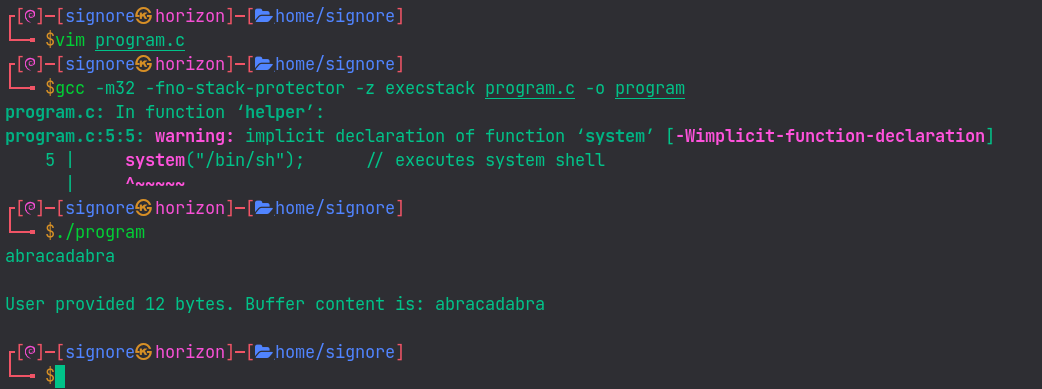 ┌[]─[signore㉿horizon]─[home/signore]
└─╼ $vim program.c
┌[]─[signore㉿horizon]─[home/signore]
└─╼ $gcc -m32 -fno-stack-protector -z execstack program.c -o program
program.c: In function ‘helper’:
program.c:5:5: warning: implicit declaration of function ‘system’ [-Wimplicit-function-declaration]
    5 |     system("/bin/sh");      // executes system shell
      |     ^~~~~~
┌[]─[signore㉿horizon]─[home/signore]
└─╼ $./program
abracadabra
User provided 12 bytes. Buffer content is: abracadabra
┌[]─[signore㉿horizon]─[home/signore]
└─╼ $